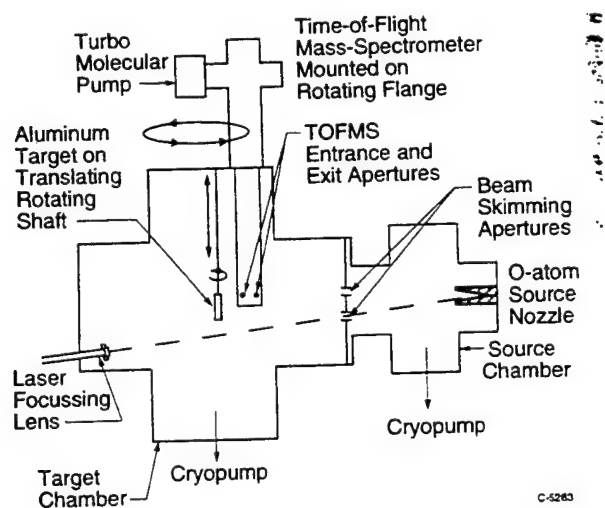 Turbo
Molecular
Pump
Time-of-Flight
Mass-Spectrometer
Mounted on
Rotating Flange
Aluminum
Target on
Translating
Rotating
Shaft
TOFMS
Entrance and
Exit Apertures
Beam
Skimming
Apertures
O-atom
Source
Nozzle
Laser
Focussing
Lens
Source
Chamber
Cryopump
Target
Chamber
Cryopump
C-5263